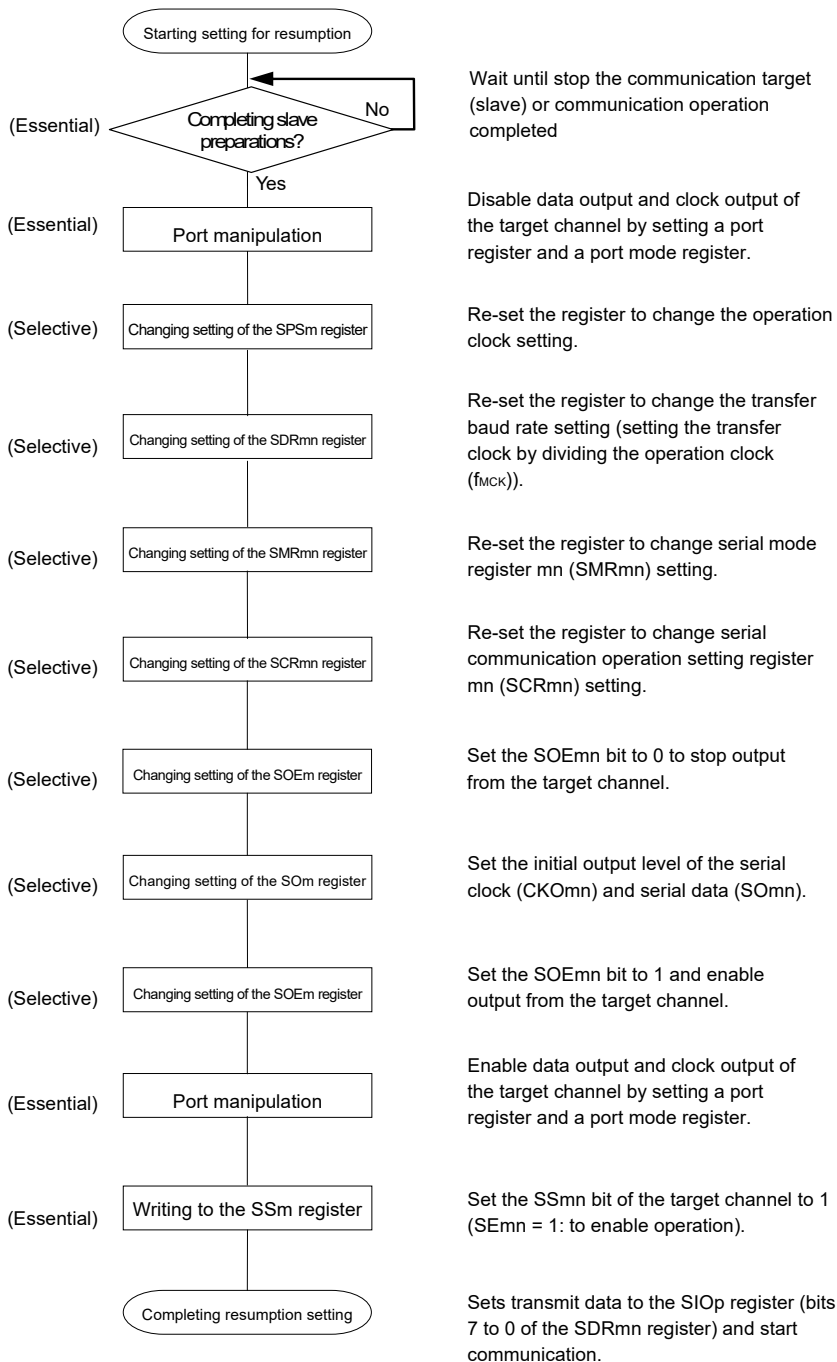 Starting setting for resumption
(Essential)
Completing slave
preparations?
No
Yes
Wait until stop the communication target
(slave) or communication operation
completed
(Essential)
Port manipulation
Disable data output and clock output of
the target channel by setting a port
register and a port mode register.
(Selective)
Changing setting of the SPSm register
Re-set the register to change the operation
clock setting.
(Selective)
Changing setting of the SDRmn register
Re-set the register to change the transfer
baud rate setting (setting the transfer
clock by dividing the operation clock
(fMCK)).
(Selective)
Changing setting of the SMRmn register
Re-set the register to change serial mode
register mn (SMRmn) setting.
(Selective)
Changing setting of the SCRmn register
Re-set the register to change serial
communication operation setting register
mn (SCRmn) setting.
(Selective)
Changing setting of the SOEm register
Set the SOEmn bit to 0 to stop output
from the target channel.
(Selective)
Changing setting of the SOm register
Set the initial output level of the serial
clock (CKOmn) and serial data (SOmn).
(Selective)
Changing setting of the SOEm register
Set the SOEmn bit to 1 and enable
output from the target channel.
(Essential)
Port manipulation
Enable data output and clock output of
the target channel by setting a port
register and a port mode register.
(Essential)
Writing to the SSm register
Set the SSmn bit of the target channel to 1
(SEmn = 1: to enable operation).
Completing resumption setting
Sets transmit data to the SIOp register (bits
7 to 0 of the SDRmn register) and start
communication.